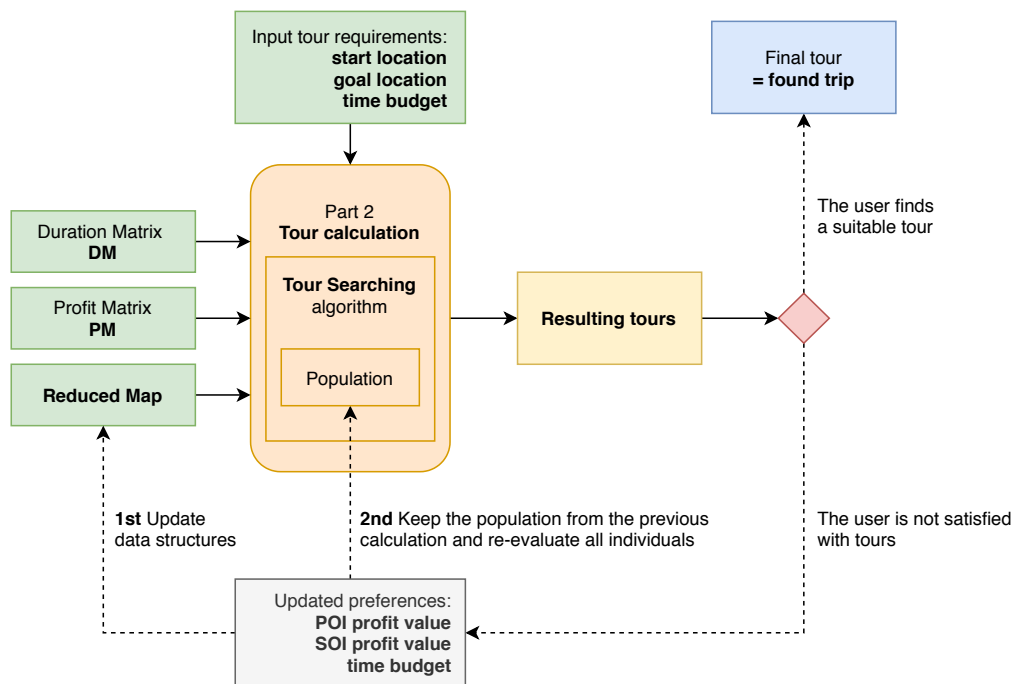 Input tour requirements:
start location
goal location
time budget
Final tour
= found trip
Part 2
Tour calculation
Duration Matrix
DM
Tour Searching
algorithm
Profit Matrix
PM
Population
Reduced Map
Resulting tours
The user finds
a suitable tour
1st Update
data structures
2nd Keep the population from the previous
calculation and re-evaluate all individuals
The user is not satisfied
with tours
Updated preferences:
POI profit value
SOI profit value
time budget